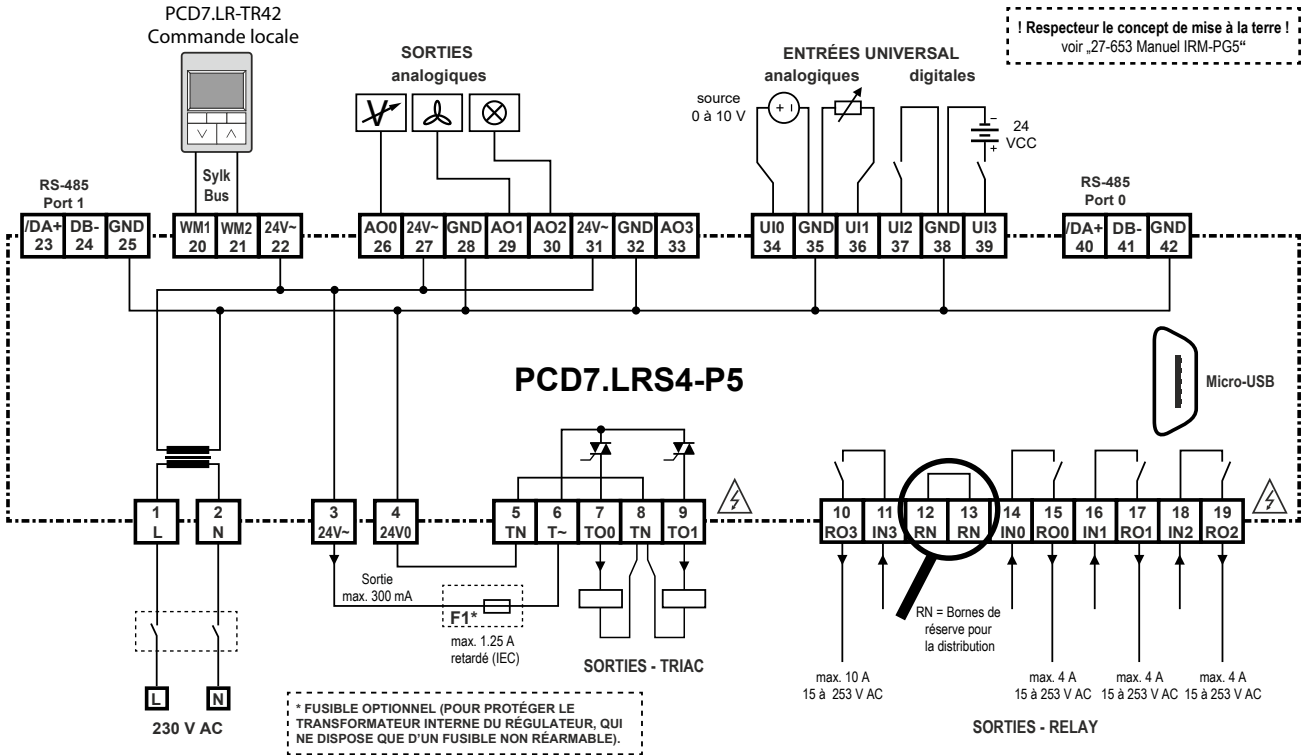 PCD7.LR-TR42
Commande locale
! Respecteur le concept de mise à la terre !
voir „27-653 Manuel IRM-PG5“
SORTIES
analogiques
ENTRÉES UNIVERSAL
analogiques digitales
source
0 à 10 V
24
VCC
Sylk
Bus
RS-485
Port 1
RS-485
Port 0
/DA+ DB- GND WM1 WM2 24V~ AO0 24V~ GND AO1 AO2 24V~ GND AO3 UI0 GND UI1 UI2 GND UI3 /DA+ DB- GND
23 24 25 20 21 22 26 27 28 29 30 31 32 33 34 35 36 37 38 39 40 41 42
PCD7.LRS4-P5
Micro-USB
1 2 3 4 5 6 7 8 9 10 11 12 13 14 15 16 17 18 19
L N 24V~ 24V0 TN T~ TO0 TN TO1 RO3 IN3 RN RN IN0 RO0 IN1 RO1 IN2 RO2
Sortie
max. 300 mA
F1*
max. 1.25 A
retardé (IEC)
SORTIES - TRIAC
RN = Bornes de
réserve pour
la distribution
L N
230 V AC
* FUSIBLE OPTIONNEL (POUR PROTÉGER LE
TRANSFORMATEUR INTERNE DU RÉGULATEUR, QUI
NE DISPOSE QUE D'UN FUSIBLE NON RÉARMABLE).
max. 10 A
15 à 253 V AC
max. 4 A
15 à 253 V AC
max. 4 A
15 à 253 V AC
max. 4 A
15 à 253 V AC
SORTIES - RELAY